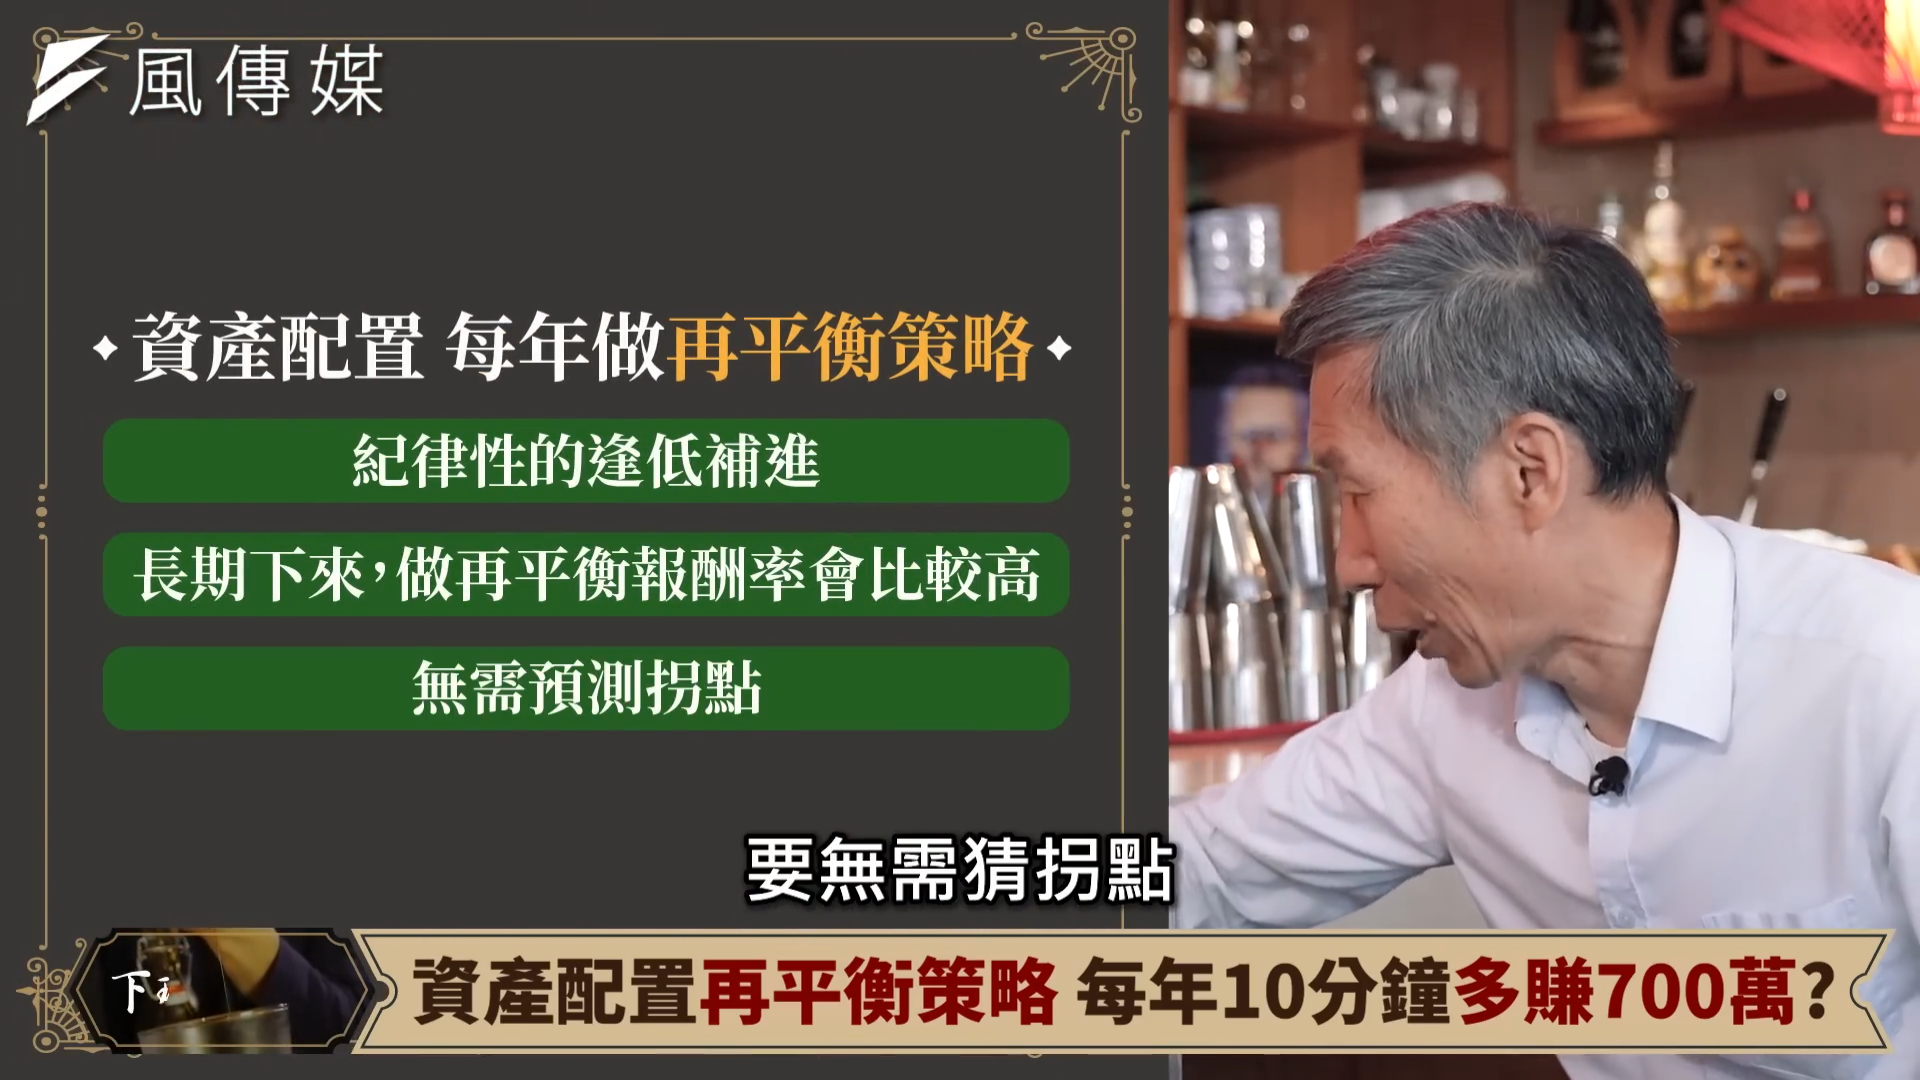 風傳媒
資產配置 每年做再平衡策略
紀律性的逢低補進
長期下來,做再平衡報酬率會比較高
無需預測拐點
要無需猜拐點
下
資產配置再平衡策略 每年10分鐘多賺700萬?